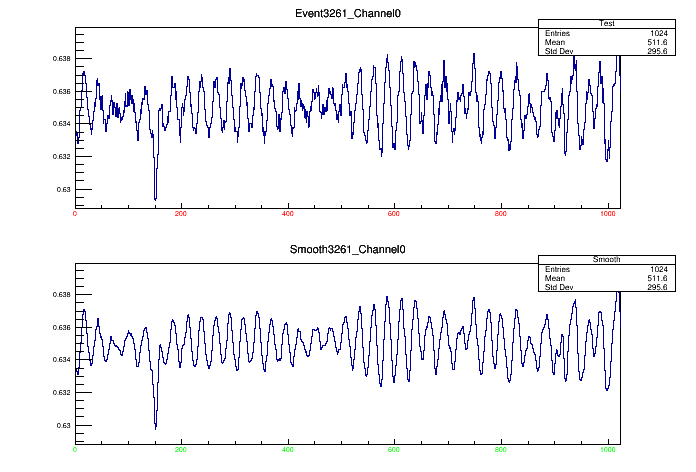 Event3261_Channel0
Test
Entries 1024
Mean 511.6
Std Dev 295.6
0.638
0.636
0.634
0.632
0.63
0 200 400 600 800 1000
Smooth3261_Channel0
Smooth
Entries 1024
Mean 511.6
Std Dev 295.6
0.638
0.636
0.634
0.632
0.63
0 200 400 600 800 1000